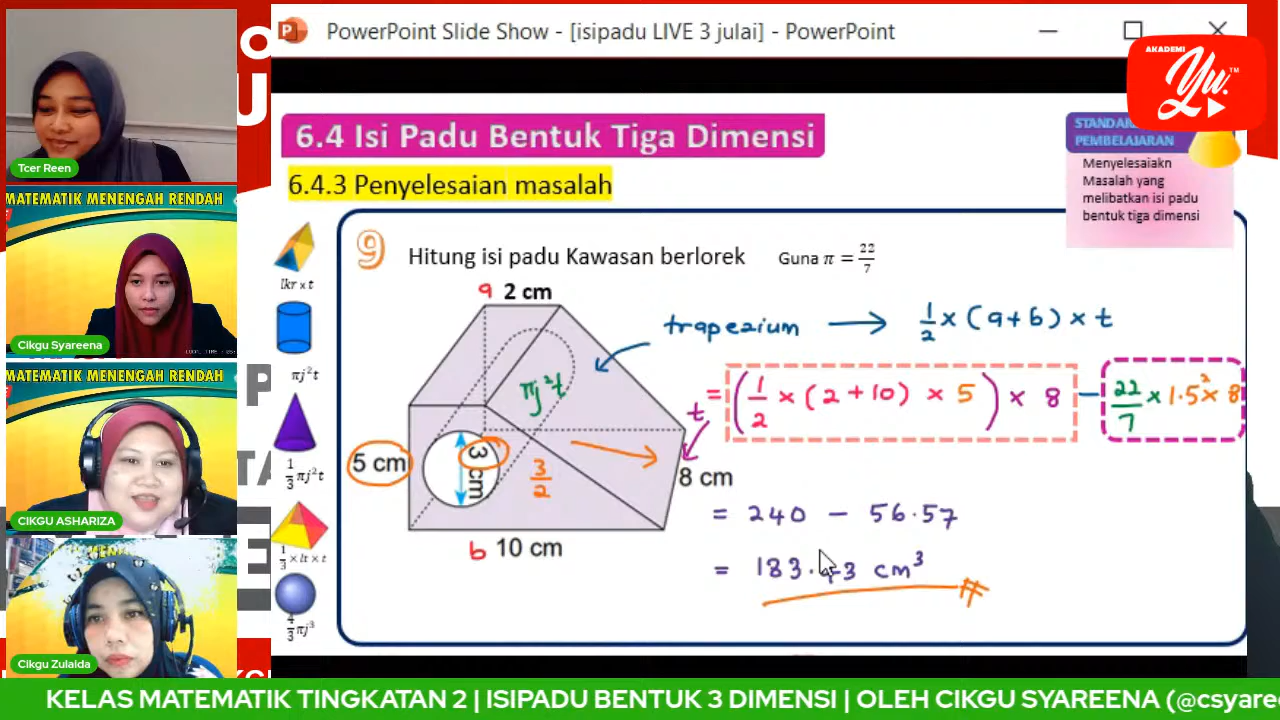 PowerPoint Slide Show - [isipadu LIVE 3 julai] - PowerPoint
AKADEMI
Yu.
TM
6.4 Isi Padu Bentuk Tiga Dimensi
6.4.3 Penyelesaian masalah
PEMBELAJARAN
Menyelesaiakn
Masalah yang
melibatkan isi padu
bentuk tiga dimensi
9 Hitung isi padu Kawasan berlorek Guna π = 22/7
lkr x t
πj²t
1/3 πj²t
1/3 × lt × t
4/3 πj³
a 2 cm
πj²t
5 cm
3 cm
3/2
t
8 cm
b 10 cm
trapezium → 1/2 × (a + b) × t
= (1/2 × (2 + 10) × 5) × 8 − 22/7 × 1.5² × 8
= 240 − 56.57
= 183.43 cm³
Tcer Reen
MATEMATIK MENENGAH RENDAH
Cikgu Syareena
MATEMATIK MENENGAH RENDAH
CIKGU ASHARIZA
Cikgu Zulaida
KELAS MATEMATIK TINGKATAN 2 | ISIPADU BENTUK 3 DIMENSI | OLEH CIKGU SYAREENA (@csyaree